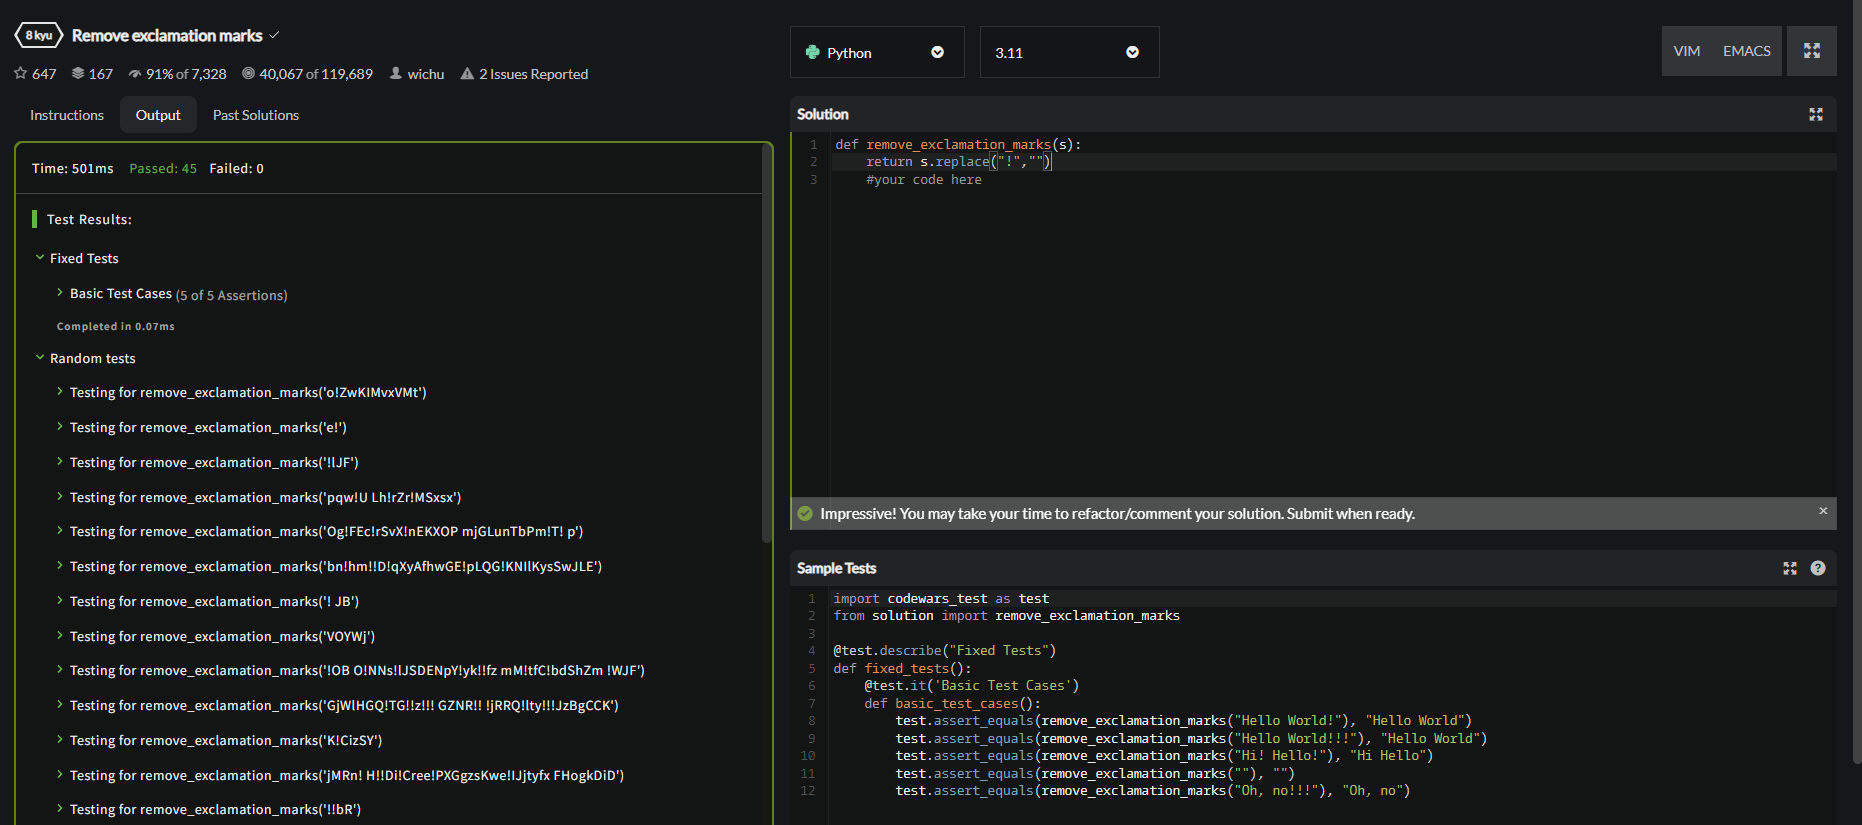 8 kyu Remove exclamation marks
647 167 91% of 7,328 40,067 of 119,689 wichu 2 Issues Reported
Instructions Output Past Solutions
Time: 501ms Passed: 45 Failed: 0
Test Results:
Fixed Tests
Basic Test Cases (5 of 5 Assertions)
Completed in 0.07ms
Random tests
Testing for remove_exclamation_marks('o!ZwKIMvxVMt')
Testing for remove_exclamation_marks('e!')
Testing for remove_exclamation_marks('!lJF')
Testing for remove_exclamation_marks('pqw!U Lh!rZr!MSxsx')
Testing for remove_exclamation_marks('Og!FEc!rSvX!nEKXOP mjGLunTbPm!T! p')
Testing for remove_exclamation_marks('bn!hm!!D!qXyAfhwGE!pLQG!KNIlKysSwJLE')
Testing for remove_exclamation_marks('! JB')
Testing for remove_exclamation_marks('VOYWj')
Testing for remove_exclamation_marks('!OB O!NNs!lJSDENpY!yk!!fz mM!tfC!bdShZm !WJF')
Testing for remove_exclamation_marks('GjWlHGQ!TG!!z!!! GZNR!! !jRRQ!lty!!!JzBgCCK')
Testing for remove_exclamation_marks('K!CizSY')
Testing for remove_exclamation_marks('jMRn! H!!Di!Cree!PXGgzsKwe!IJjtyfx FHogkDiD')
Testing for remove_exclamation_marks('!!bR')
Python 3.11 VIM EMACS
Solution
1 def remove_exclamation_marks(s):
2     return s.replace("!","")
3     #your code here
Impressive! You may take your time to refactor/comment your solution. Submit when ready. ×
Sample Tests ?
1 import codewars_test as test
2 from solution import remove_exclamation_marks
3
4 @test.describe("Fixed Tests")
5 def fixed_tests():
6     @test.it('Basic Test Cases')
7     def basic_test_cases():
8         test.assert_equals(remove_exclamation_marks("Hello World!"), "Hello World")
9         test.assert_equals(remove_exclamation_marks("Hello World!!!"), "Hello World")
10         test.assert_equals(remove_exclamation_marks("Hi! Hello!"), "Hi Hello")
11         test.assert_equals(remove_exclamation_marks(""), "")
12         test.assert_equals(remove_exclamation_marks("Oh, no!!!"), "Oh, no")